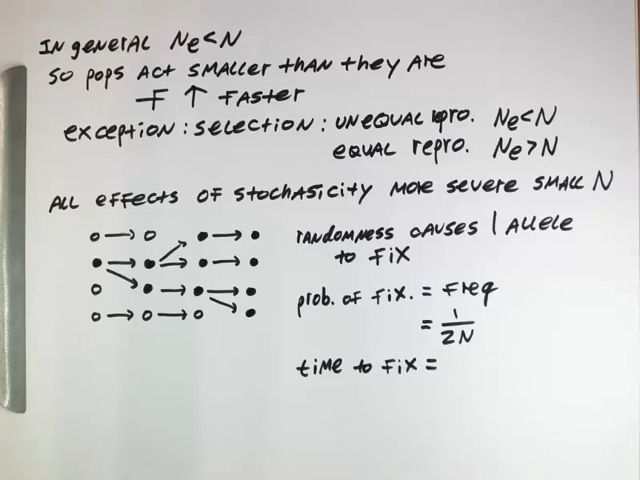 IN general Ne<N
so pops Act smaller than they Are
F ↑ FASTER
exception: selection: unequal repro. Ne<N
equal repro. Ne>N
ALL effects of stochasicity more severe small N
randomness causes 1 Allele
to Fix
prob. of Fix. = Freq
= 1/2N
time to Fix =